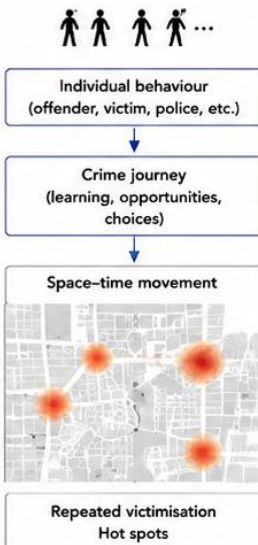 ...
Individual behaviour
(offender, victim, police, etc.)
Crime journey
(learning, opportunities,
choices)
Space–time movement
Repeated victimisation
Hot spots